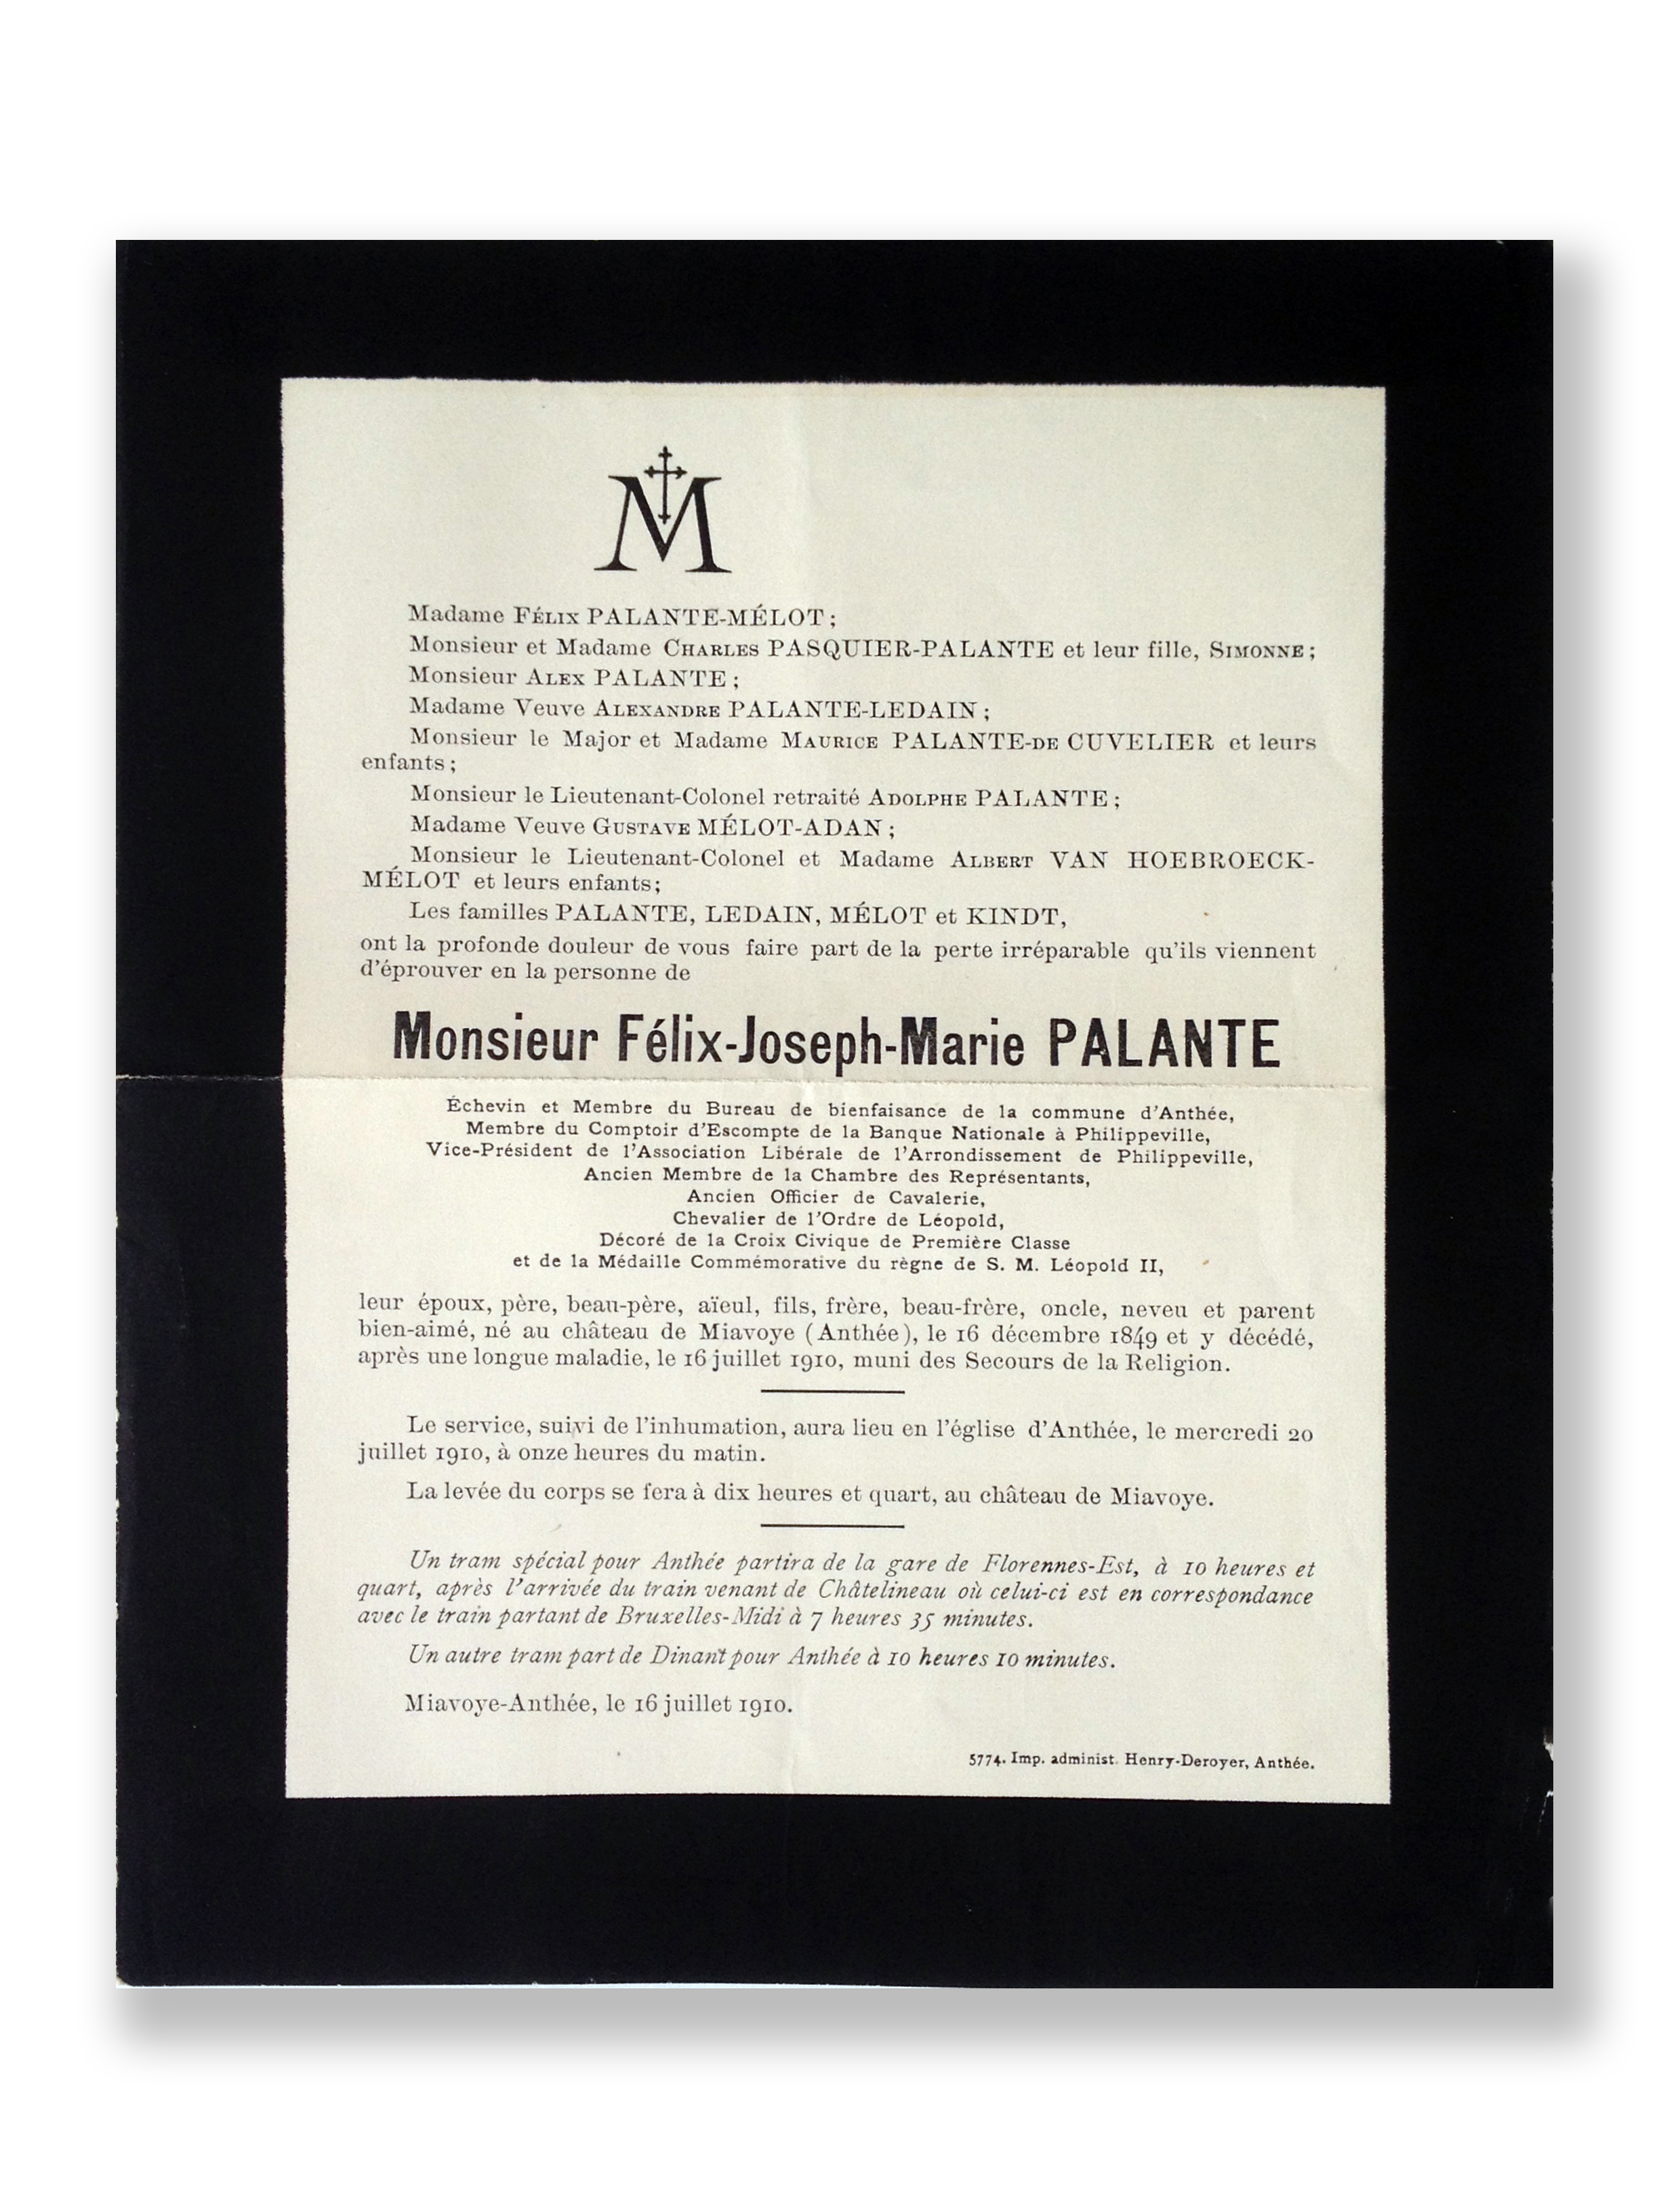 M
Madame FÉLIX PALANTE-MÉLOT ;
Monsieur et Madame CHARLES PASQUIER-PALANTE et leur fille, SIMONNE ;
Monsieur ALEX PALANTE ;
Madame Veuve ALEXANDRE PALANTE-LEDAIN ;
Monsieur le Major et Madame MAURICE PALANTE-DE CUVELIER et leurs
enfants ;
Monsieur le Lieutenant-Colonel retraité ADOLPHE PALANTE ;
Madame Veuve GUSTAVE MÉLOT-ADAN ;
Monsieur le Lieutenant-Colonel et Madame ALBERT VAN HOEBROECK-
MÉLOT et leurs enfants;
Les familles PALANTE, LEDAIN, MÉLOT et KINDT,
ont la profonde douleur de vous faire part de la perte irréparable qu'ils viennent
d'éprouver en la personne de
Monsieur Félix-Joseph-Marie PALANTE
Échevin et Membre du Bureau de bienfaisance de la commune d'Anthée,
Membre du Comptoir d'Escompte de la Banque Nationale à Philippeville,
Vice-Président de l'Association Libérale de l'Arrondissement de Philippeville,
Ancien Membre de la Chambre des Représentants,
Ancien Officier de Cavalerie,
Chevalier de l'Ordre de Léopold,
Décoré de la Croix Civique de Première Classe
et de la Médaille Commémorative du règne de S. M. Léopold II,
leur époux, père, beau-père, aïeul, fils, frère, beau-frère, oncle, neveu et parent
bien-aimé, né au château de Miavoye (Anthée), le 16 décembre 1849 et y décédé,
après une longue maladie, le 16 juillet 1910, muni des Secours de la Religion.
Le service, suivi de l'inhumation, aura lieu en l'église d'Anthée, le mercredi 20
juillet 1910, à onze heures du matin.
La levée du corps se fera à dix heures et quart, au château de Miavoye.
Un tram spécial pour Anthée partira de la gare de Florennes-Est, à 10 heures et
quart, après l'arrivée du train venant de Châtelineau où celui-ci est en correspondance
avec le train partant de Bruxelles-Midi à 7 heures 35 minutes.
Un autre tram part de Dinant pour Anthée à 10 heures 10 minutes.
Miavoye-Anthée, le 16 juillet 1910.
5774. Imp. administ. Henry-Deroyer, Anthée.